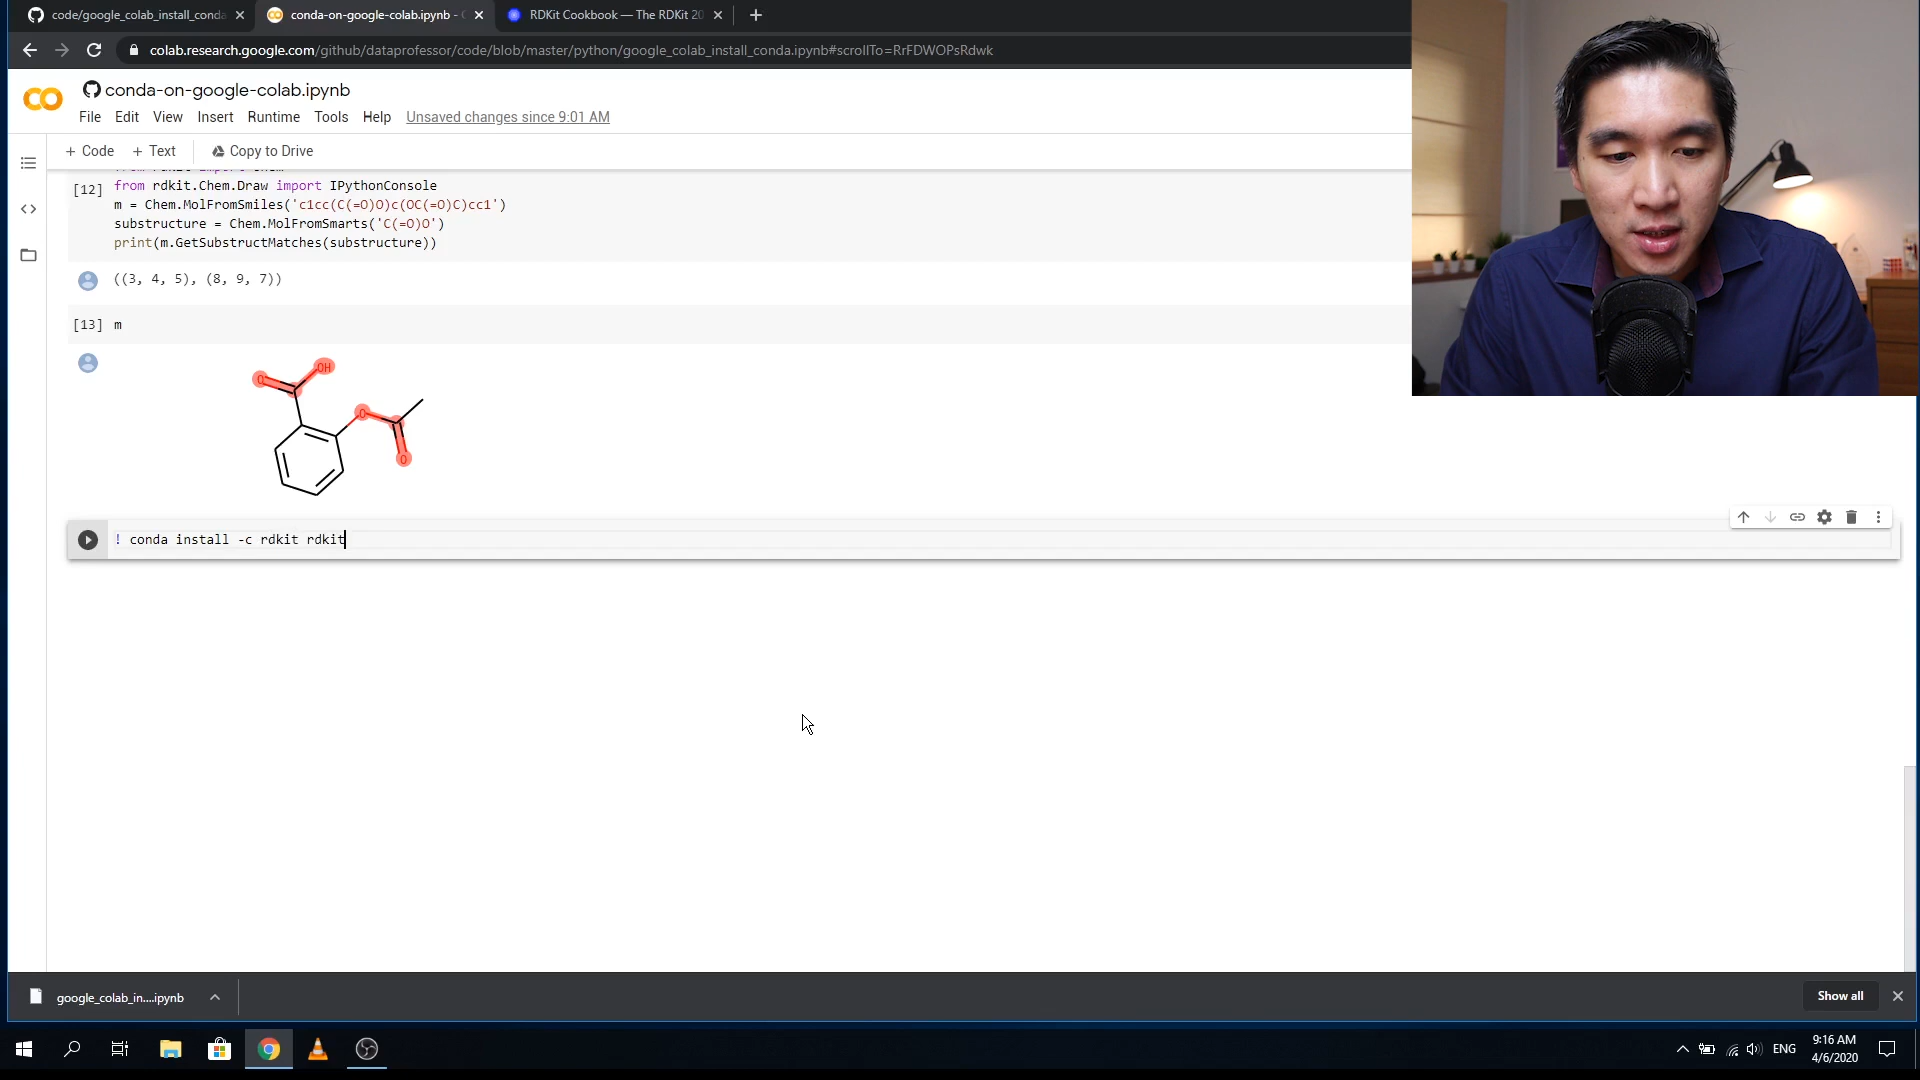 code/google_colab_install_conda
conda-on-google-colab.ipynb -
RDKit Cookbook — The RDKit 20
colab.research.google.com/github/dataprofessor/code/blob/master/python/google_colab_install_conda.ipynb#scrollTo=RrFDWOPsRdwk
conda-on-google-colab.ipynb
File Edit View Insert Runtime Tools Help Unsaved changes since 9:01 AM
+ Code + Text Copy to Drive
from rdkit import Chem
[12] from rdkit.Chem.Draw import IPythonConsole
m = Chem.MolFromSmiles('c1cc(C(=O)O)c(OC(=O)C)cc1')
substructure = Chem.MolFromSmarts('C(=O)O')
print(m.GetSubstructMatches(substructure))
((3, 4, 5), (8, 9, 7))
[13] m
OH
O
O
O
! conda install -c rdkit rdkit
google_colab_in....ipynb
Show all
ENG
9:16 AM
4/6/2020